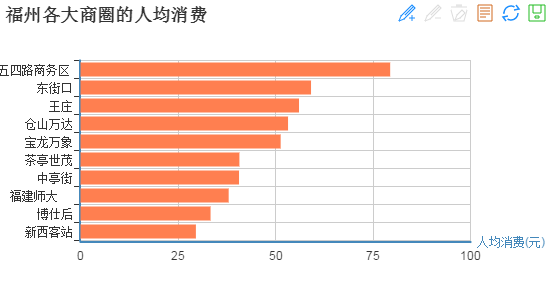 福州各大商圈的人均消费
五四路商务区
东街口
王庄
仓山万达
宝龙万象
茶亭世茂
中亭街
福建师大
博仕后
新西客站
0 25 50 75 100
人均消费(元)